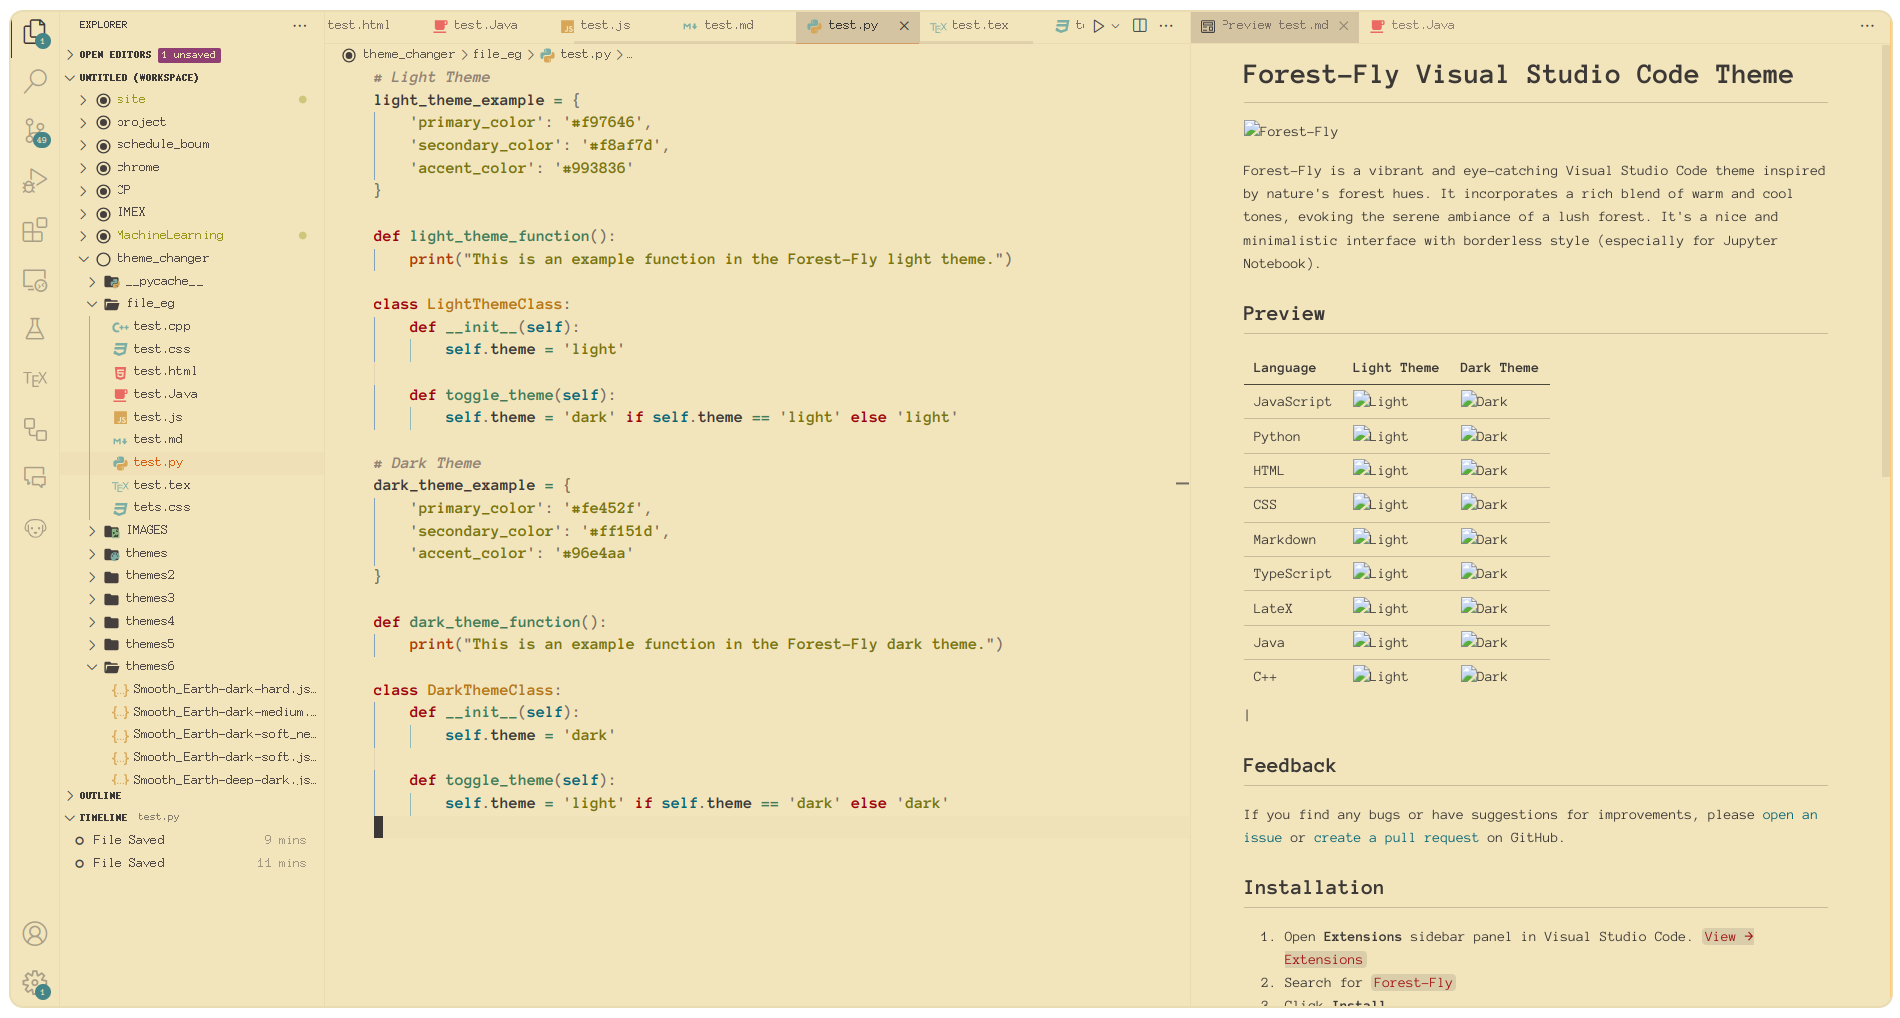 EXPLORER
OPEN EDITORS 1 unsaved
UNTITLED (WORKSPACE)
site
project
schedule_boum
chrome
CP
IMEX
MachineLearning
theme_changer
__pycache__
file_eg
C++ test.cpp
test.css
test.html
test.Java
JS test.js
M↓ test.md
test.py
TEX test.tex
tets.css
IMAGES
themes
themes2
themes3
themes4
themes5
themes6
{..} Smooth_Earth-dark-hard.js…
{..} Smooth_Earth-dark-medium.…
{..} Smooth_Earth-dark-soft_ne…
{..} Smooth_Earth-dark-soft.js…
{..} Smooth_Earth-deep-dark.js…
OUTLINE
TIMELINE test.py
File Saved 9 mins
File Saved 11 mins
1
49
TEX
1
test.html test.Java JS test.js M↓ test.md test.py TEX test.tex
theme_changer > file_eg > test.py > …
# Light Theme
light_theme_example = {
'primary_color': '#f97646',
'secondary_color': '#f8af7d',
'accent_color': '#993836'
}
def light_theme_function():
print("This is an example function in the Forest-Fly light theme.")
class LightThemeClass:
def __init__(self):
self.theme = 'light'
def toggle_theme(self):
self.theme = 'dark' if self.theme == 'light' else 'light'
# Dark Theme
dark_theme_example = {
'primary_color': '#fe452f',
'secondary_color': '#ff151d',
'accent_color': '#96e4aa'
}
def dark_theme_function():
print("This is an example function in the Forest-Fly dark theme.")
class DarkThemeClass:
def __init__(self):
self.theme = 'dark'
def toggle_theme(self):
self.theme = 'light' if self.theme == 'dark' else 'dark'
Preview test.md test.Java
Forest-Fly Visual Studio Code Theme
Forest-Fly
Forest-Fly is a vibrant and eye-catching Visual Studio Code theme inspired
by nature's forest hues. It incorporates a rich blend of warm and cool
tones, evoking the serene ambiance of a lush forest. It's a nice and
minimalistic interface with borderless style (especially for Jupyter
Notebook).
Preview
Language Light Theme Dark Theme
JavaScript Light Dark
Python Light Dark
HTML Light Dark
CSS Light Dark
Markdown Light Dark
TypeScript Light Dark
LateX Light Dark
Java Light Dark
C++ Light Dark
|
Feedback
If you find any bugs or have suggestions for improvements, please open an
issue or create a pull request on GitHub.
Installation
1. Open Extensions sidebar panel in Visual Studio Code. View →
Extensions
2. Search for Forest-Fly
3. Click Install